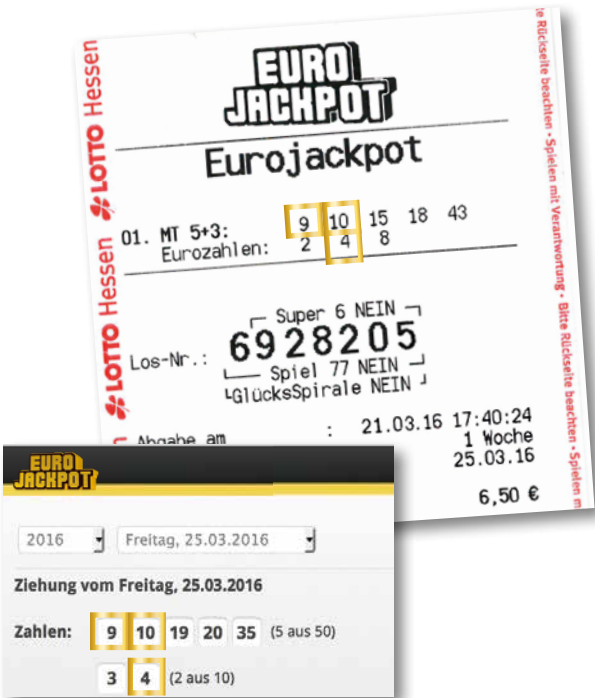 EURO
JACKPOT
Eurojackpot
01. MT 5+3: 9 10 15 18 43
Eurozahlen: 2 4 8
Super 6 NEIN
Los-Nr.: 6928205
Spiel 77 NEIN
GlücksSpirale NEIN
Abgabe am : 21.03.16 17:40:24
1 Woche
25.03.16
6,50 €
LOTTO Hessen
LOTTO Hessen
te Rückseite beachten • Spielen mit Verantwortung • Bitte Rückseite beachten • Spielen m
EURO
JACKPOT
2016 Freitag, 25.03.2016
Ziehung vom Freitag, 25.03.2016
Zahlen: 9 10 19 20 35 (5 aus 50)
3 4 (2 aus 10)